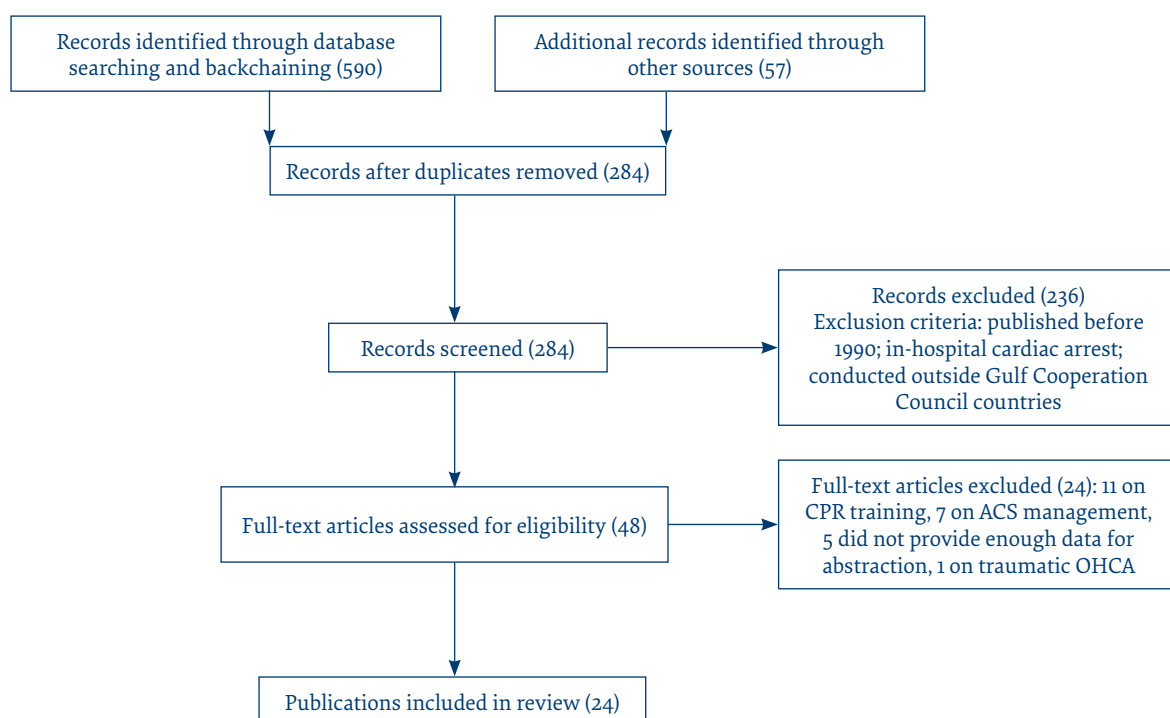 Records identified through database
searching and backchaining (590)
Additional records identified through
other sources (57)
Records after duplicates removed (284)
Records screened (284)
Records excluded (236)
Exclusion criteria: published before
1990; in-hospital cardiac arrest;
conducted outside Gulf Cooperation
Council countries
Full-text articles assessed for eligibility (48)
Full-text articles excluded (24): 11 on
CPR training, 7 on ACS management,
5 did not provide enough data for
abstraction, 1 on traumatic OHCA
Publications included in review (24)